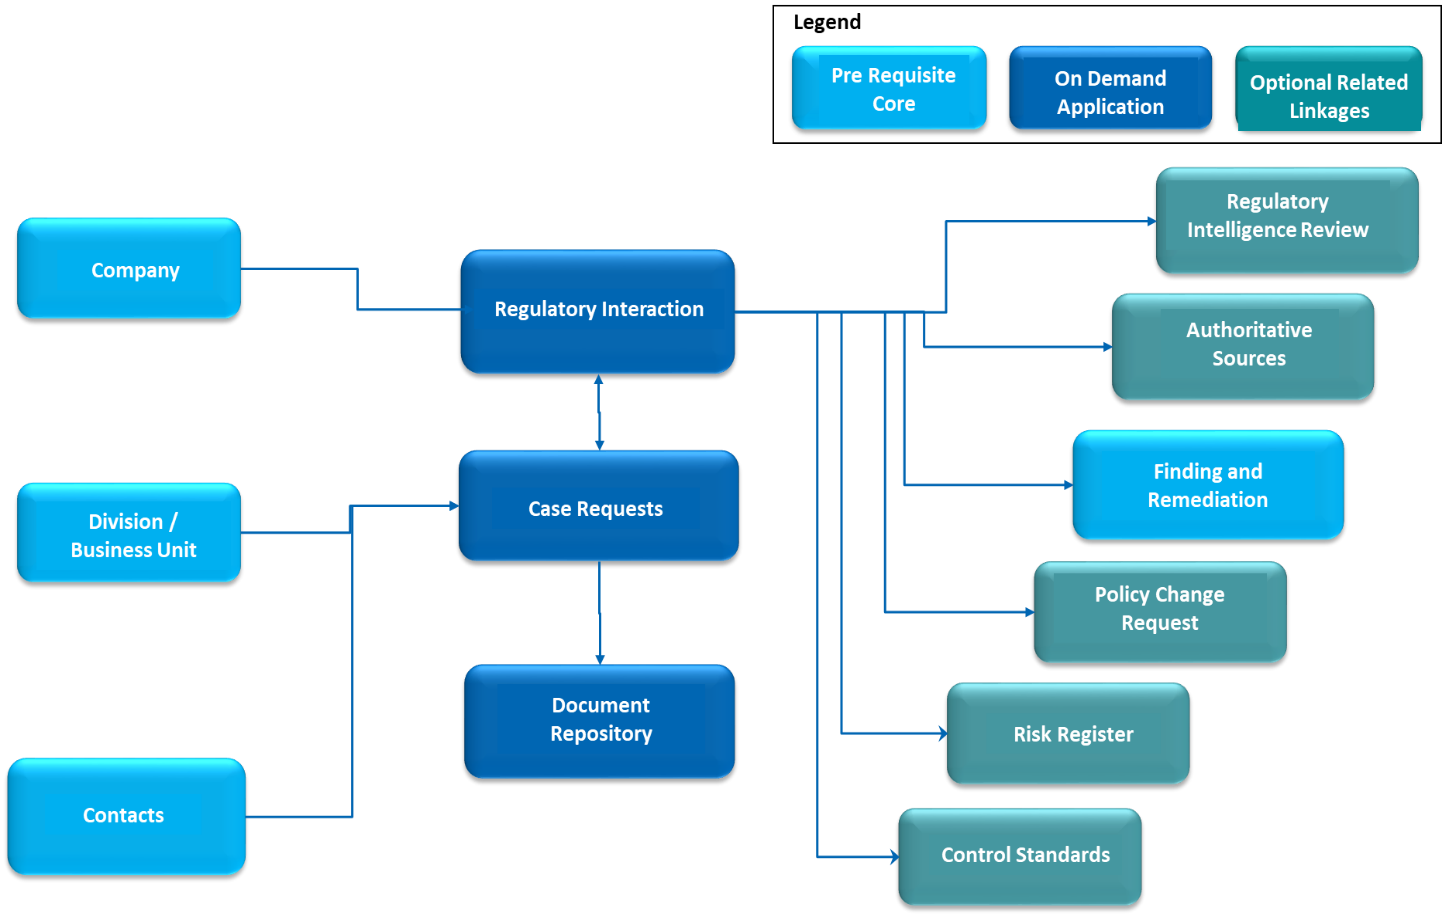 Legend
Pre Requisite
Core
On Demand
Application
Optional Related
Linkages
Regulatory
Intelligence Review
Company
Regulatory Interaction
Authoritative
Sources
Finding and
Remediation
Case Requests
Division /
Business Unit
Policy Change
Request
Document
Repository
Risk Register
Contacts
Control Standards